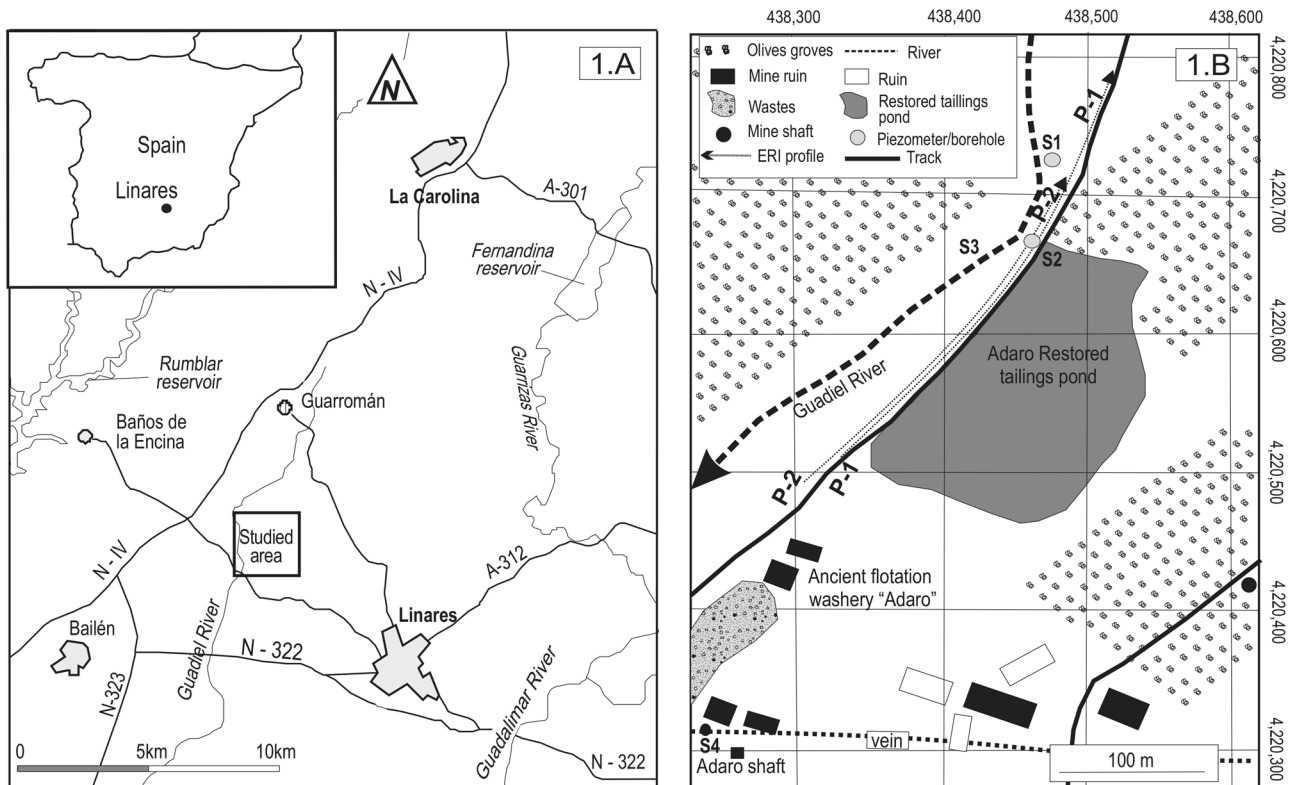 1.A
N
Spain
Linares
La Carolina
A-301
Fernandina
reservoir
N - IV
Rumblar
reservoir
Guarrizas River
Guarromán
Baños de
la Encina
Studied
area
N - IV
A-312
Linares
Bailén
Guadiel River
N - 322
N-323
Guadalimar River
N - 322
0
5km
10km
438,300
438,400
438,500
438,600
1.B
Olives groves
River
Mine ruin
Ruin
Wastes
Restored taillings
pond
Mine shaft
Piezometer/borehole
ERI profile
Track
4,220,800
4,220,700
4,220,600
4,220,500
4,220,400
4,220,300
P-1
S1
P-2
S3
S2
Adaro Restored
tailings pond
Guadiel River
P-2
P-1
Ancient flotation
washery “Adaro”
S4
vein
Adaro shaft
100 m